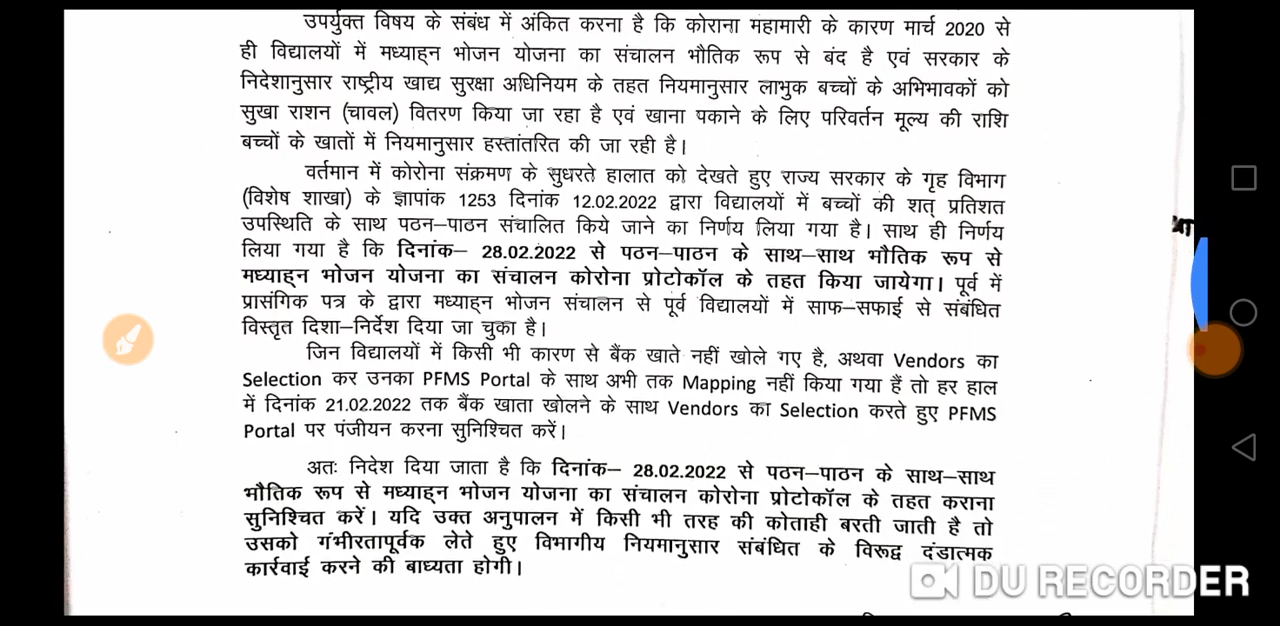 उपर्युक्त विषय के संबंध में अंकित करना है कि कोराना महामारी के कारण मार्च 2020 से
ही विद्यालयों में मध्याह्न भोजन योजना का संचालन भौतिक रूप से बंद है एवं सरकार के
निदेशानुसार राष्ट्रीय खाद्य सुरक्षा अधिनियम के तहत नियमानुसार लाभुक बच्चों के अभिभावकों को
सुखा राशन (चावल) वितरण किया जा रहा है एवं खाना पकाने के लिए परिवर्तन मूल्य की राशि
बच्चों के खातों में नियमानुसार हस्तांतरित की जा रही है।
वर्तमान में कोरोना संक्रमण के सुधरते हालात को देखते हुए राज्य सरकार के गृह विभाग
(विशेष शाखा) के ज्ञापांक 1253 दिनांक 12.02.2022 द्वारा विद्यालयों में बच्चों की शत् प्रतिशत
उपस्थिति के साथ पठन–पाठन संचालित किये जाने का निर्णय लिया गया है। साथ ही निर्णय
लिया गया है कि दिनांक– 28.02.2022 से पठन–पाठन के साथ–साथ भौतिक रूप से
मध्याह्न भोजन योजना का संचालन कोरोना प्रोटोकॉल के तहत किया जायेगा। पूर्व में
प्रासंगिक पत्र के द्वारा मध्याह्न भोजन संचालन से पूर्व विद्यालयों में साफ–सफाई से संबंधित
विस्तृत दिशा–निर्देश दिया जा चुका है।
जिन विद्यालयों में किसी भी कारण से बैंक खाते नहीं खोले गए है, अथवा Vendors का
Selection कर उनका PFMS Portal के साथ अभी तक Mapping नहीं किया गया हैं तो हर हाल
में दिनांक 21.02.2022 तक बैंक खाता खोलने के साथ Vendors का Selection करते हुए PFMS
Portal पर पंजीयन करना सुनिश्चित करें।
अतः निदेश दिया जाता है कि दिनांक– 28.02.2022 से पठन–पाठन के साथ–साथ
भौतिक रूप से मध्याह्न भोजन योजना का संचालन कोरोना प्रोटोकॉल के तहत कराना
सुनिश्चित करें। यदि उक्त अनुपालन में किसी भी तरह की कोताही बरती जाती है तो
उसको गंभीरतापूर्वक लेते हुए विभागीय नियमानुसार संबंधित के विरूद्व दंडात्मक
कार्रवाई करने की बाध्यता होगी।
DU RECORDER